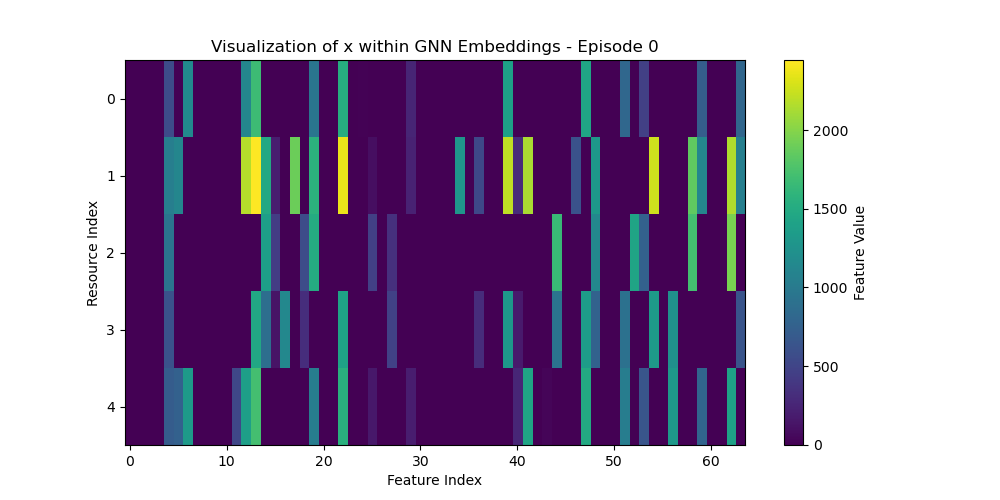 Visualization of x within GNN Embeddings - Episode 0
Resource Index
0
1
2
3
4
0 10 20 30 40 50 60
Feature Index
2000
1500
1000
500
0
Feature Value